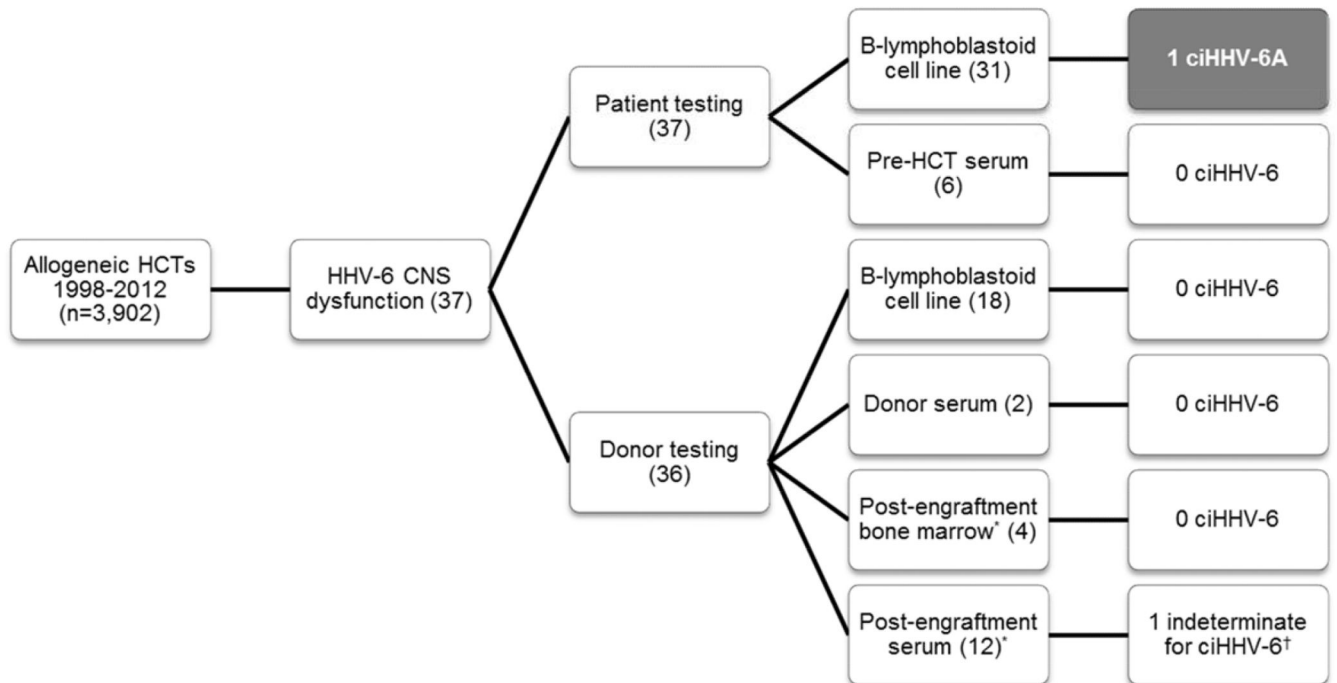 Allogeneic HCTs
1998-2012
(n=3,902)
HHV-6 CNS
dysfunction (37)
Patient testing
(37)
B-lymphoblastoid
cell line (31)
1 ciHHV-6A
Pre-HCT serum
(6)
0 ciHHV-6
Donor testing
(36)
B-lymphoblastoid
cell line (18)
0 ciHHV-6
Donor serum (2)
0 ciHHV-6
Post-engraftment
bone marrow* (4)
0 ciHHV-6
Post-engraftment
serum (12)*
1 indeterminate
for ciHHV-6†